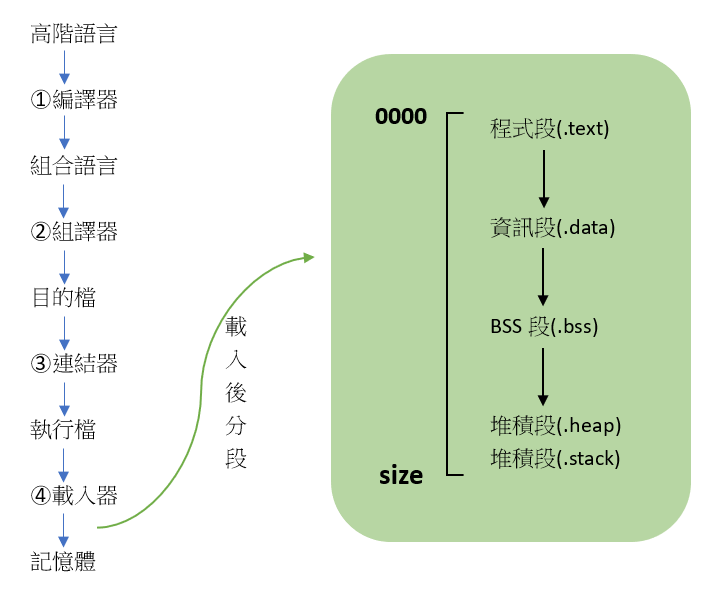 高階語言
①編譯器
組合語言
②組譯器
目的檔
③連結器
執行檔
④載入器
記憶體
載入後分段
0000
size
程式段(.text)
資訊段(.data)
BSS 段(.bss)
堆積段(.heap)
堆積段(.stack)